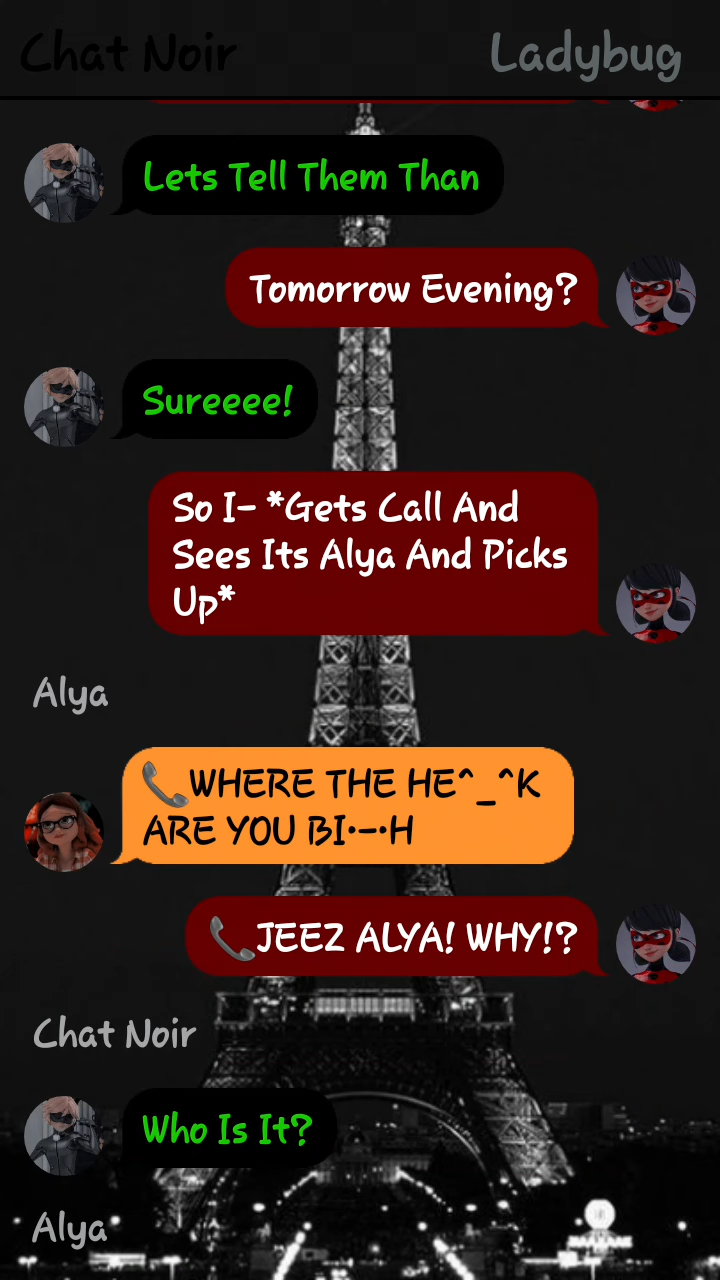 Chat Noir
Ladybug
Lets Tell Them Than
Tomorrow Evening?
Sureeee!
So I- *Gets Call And
Sees Its Alya And Picks
Up*
Alya
📞WHERE THE HE^_^K
ARE YOU BI•-•H
📞JEEZ ALYA! WHY!?
Chat Noir
Who Is It?
Alya